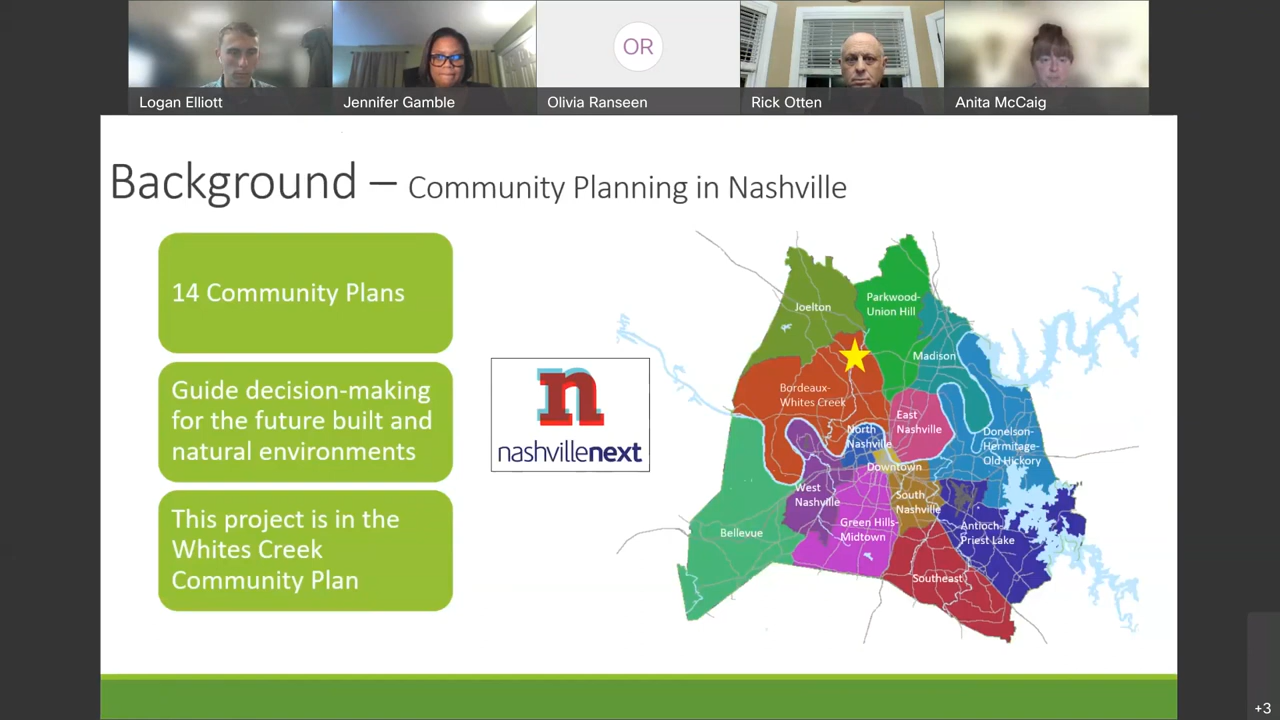 OR
Logan Elliott
Jennifer Gamble
Olivia Ranseen
Rick Otten
Anita McCaig
Background – Community Planning in Nashville
14 Community Plans
Guide decision-making
for the future built and
natural environments
This project is in the
Whites Creek
Community Plan
n
nashvillenext
Joelton
Parkwood-
Union Hill
Madison
Bordeaux-
Whites Creek
East
Nashville
North
Nashville
Donelson-
Hermitage-
Old Hickory
Downtown
West
Nashville
South
Nashville
Green Hills-
Midtown
Antioch-
Priest Lake
Bellevue
Southeast
+3